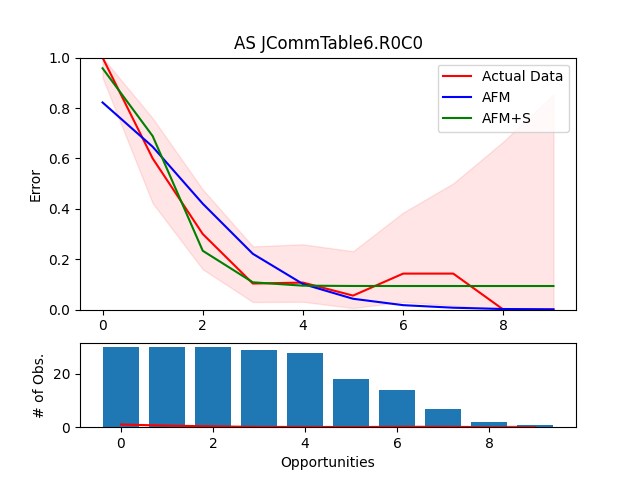 AS JCommTable6.R0C0
1.0
0.8
0.6
0.4
0.2
0.0
Error
Actual Data
AFM
AFM+S
0 2 4 6 8
20
0
# of Obs.
0 2 4 6 8
Opportunities